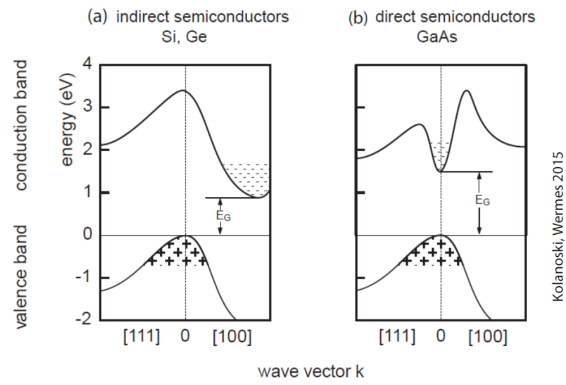 (a) indirect semiconductors
Si, Ge
(b) direct semiconductors
GaAs
conduction band
valence band
energy (eV)
4
3
2
1
0
-1
-2
E_G
E_G
[111] 0 [100]
[111] 0 [100]
wave vector k
Kolanoski, Wermes 2015